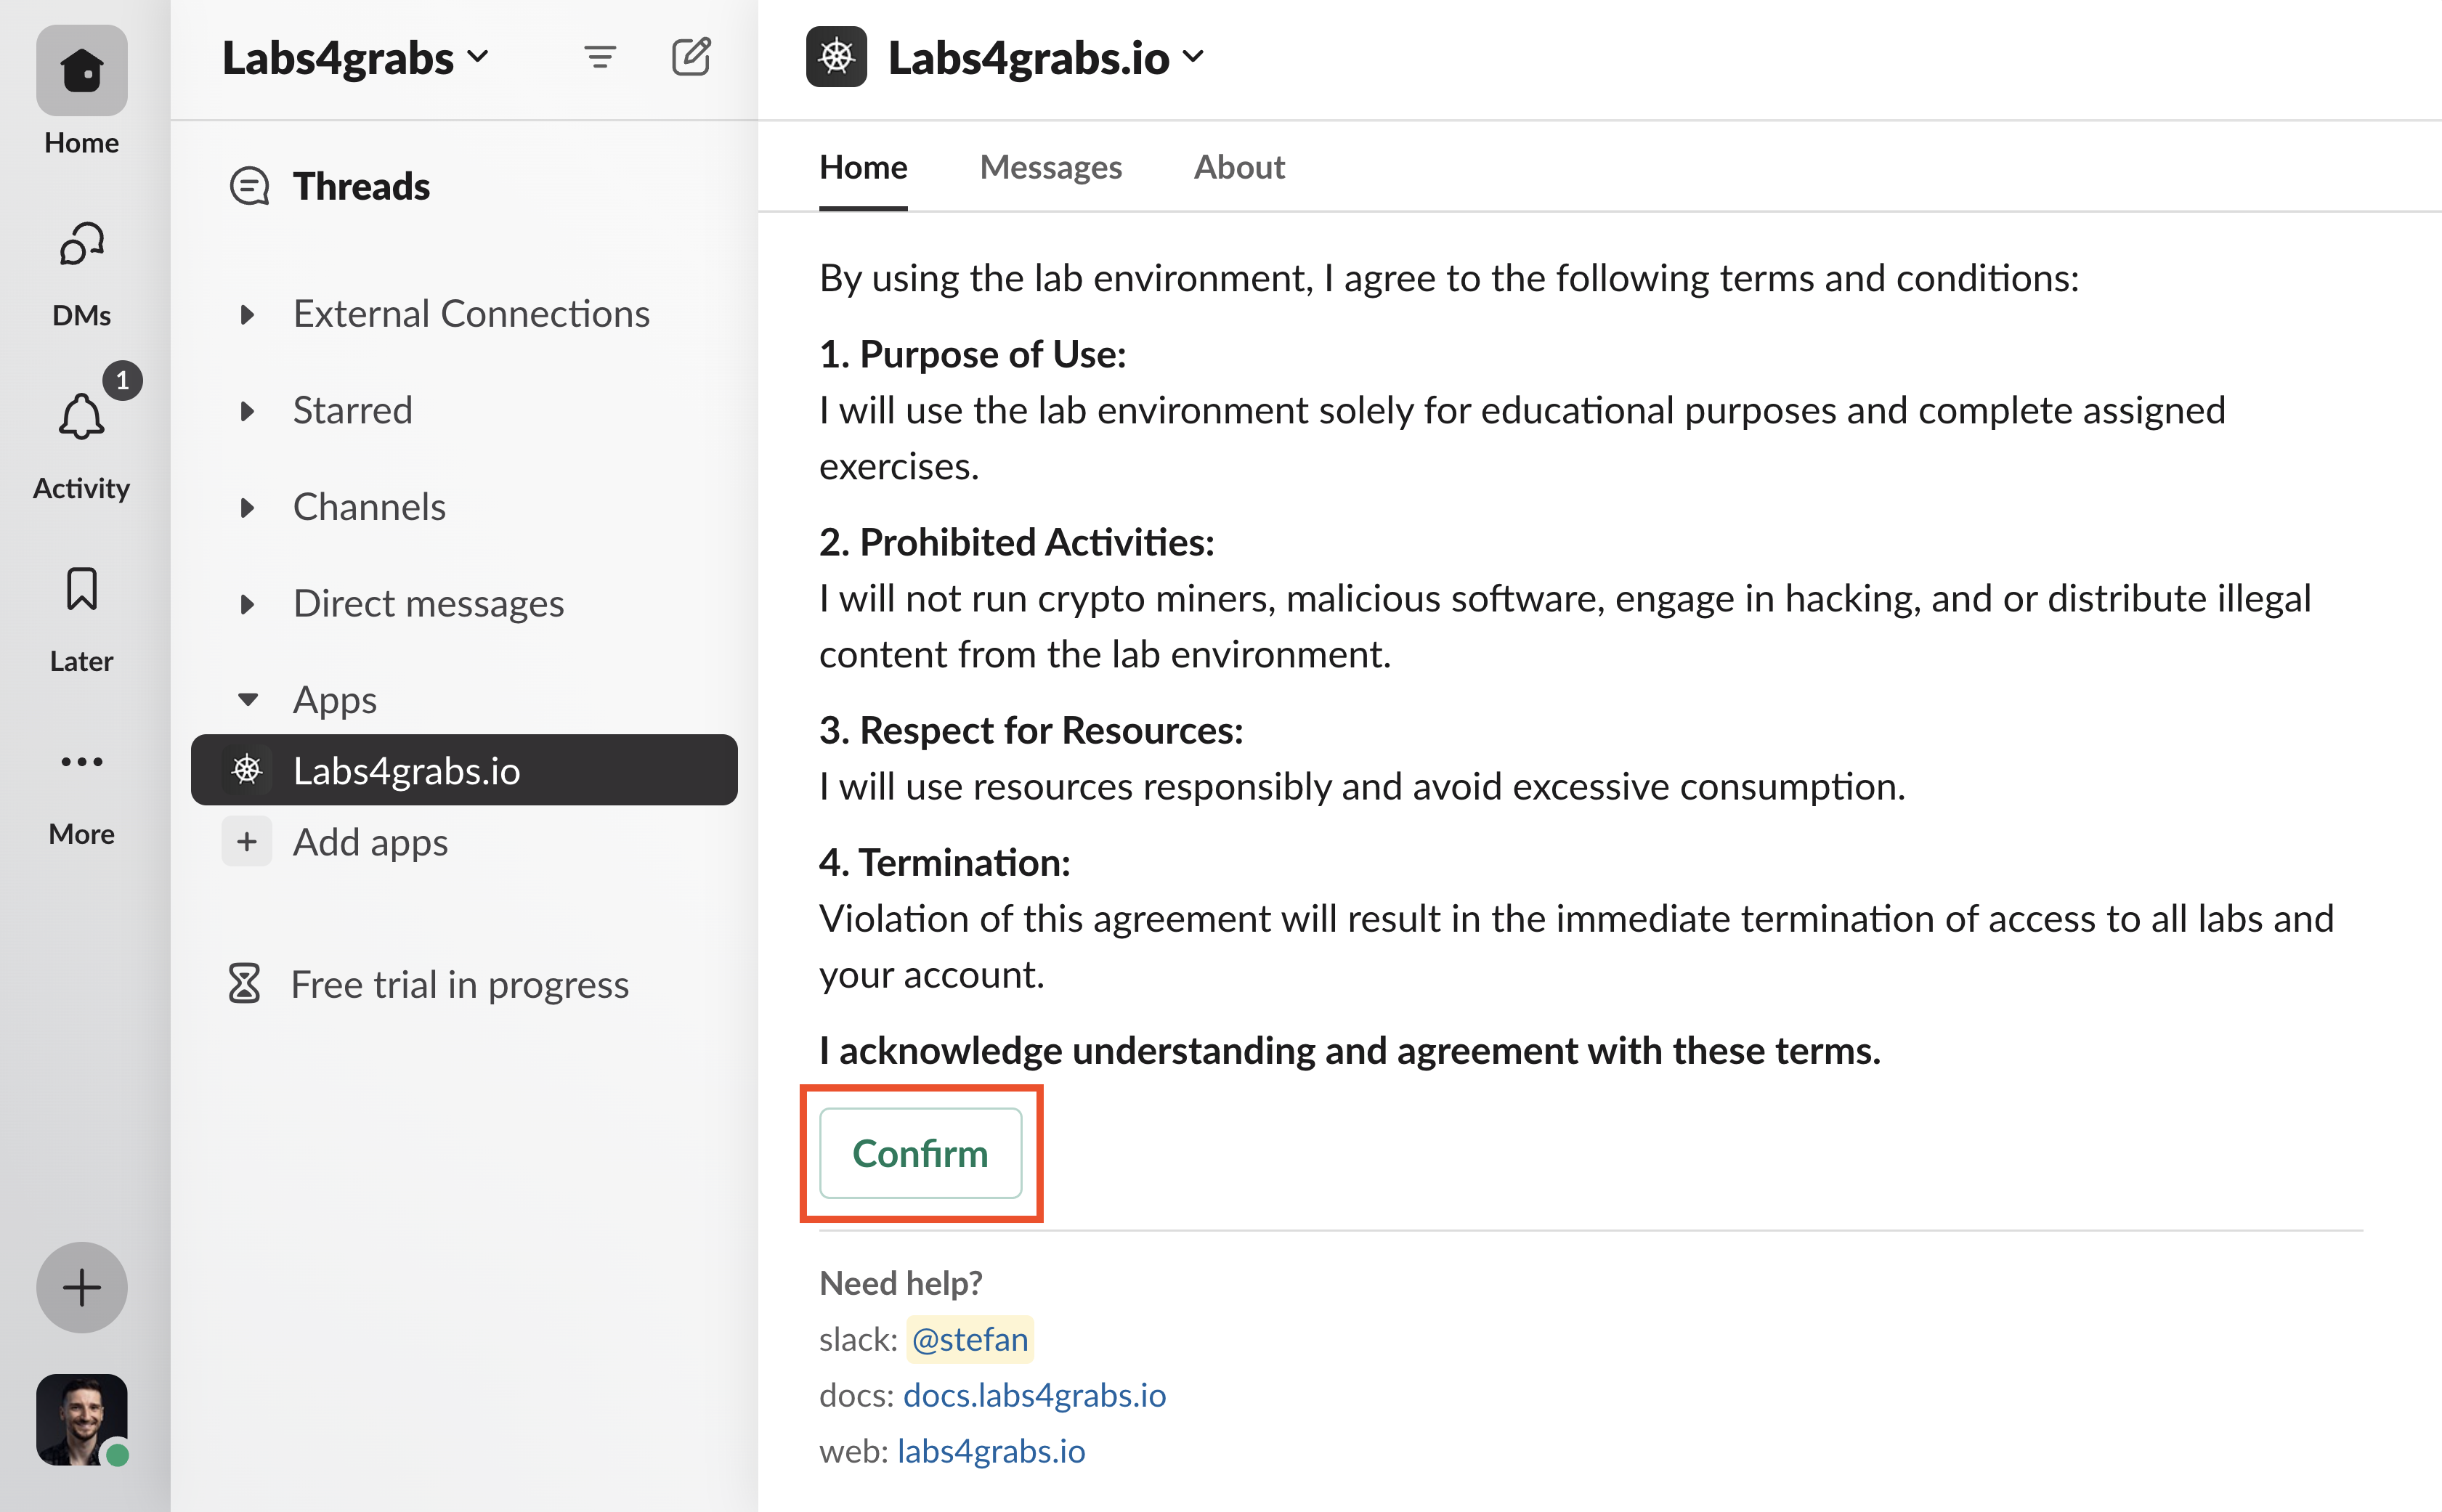 Home
DMs
1
Activity
Later
More
Labs4grabs
Threads
External Connections
Starred
Channels
Direct messages
Apps
Labs4grabs.io
Add apps
Free trial in progress
Labs4grabs.io
Home Messages About
By using the lab environment, I agree to the following terms and conditions:
1. Purpose of Use:
I will use the lab environment solely for educational purposes and complete assigned
exercises.
2. Prohibited Activities:
I will not run crypto miners, malicious software, engage in hacking, and or distribute illegal
content from the lab environment.
3. Respect for Resources:
I will use resources responsibly and avoid excessive consumption.
4. Termination:
Violation of this agreement will result in the immediate termination of access to all labs and
your account.
I acknowledge understanding and agreement with these terms.
Confirm
Need help?
slack: @stefan
docs: docs.labs4grabs.io
web: labs4grabs.io